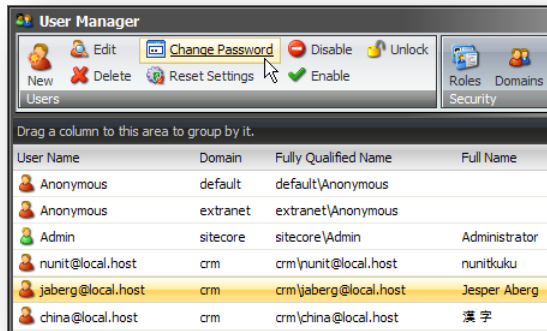 User Manager
New
Edit
Change Password
Disable
Unlock
Delete
Reset Settings
Enable
Users
Roles
Domains
Security
Drag a column to this area to group by it.
User Name Domain Fully Qualified Name Full Name
Anonymous default default\Anonymous
Anonymous extranet extranet\Anonymous
Admin sitecore sitecore\Admin Administrator
nunit@local.host crm crm\nunit@local.host nunitkuku
jaberg@local.host crm crm\jaberg@local.host Jesper Aberg
china@local.host crm crm\china@local.host 漢字